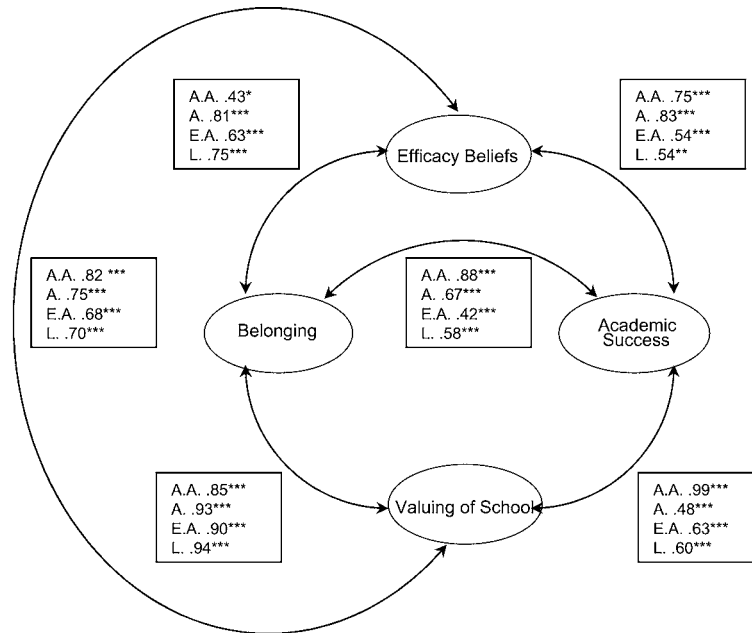 A.A. .43*
A. .81***
E.A. .63***
L. .75***
A.A. .75***
A. .83***
E.A. .54***
L. .54**
Efficacy Beliefs
A.A. .82 ***
A. .75***
E.A. .68***
L. .70***
A.A. .88***
A. .67***
E.A. .42***
L. .58***
Belonging
Academic
Success
A.A. .85***
A. .93***
E.A. .90***
L. .94***
Valuing of School
A.A. .99***
A. .48***
E.A. .63***
L. .60***